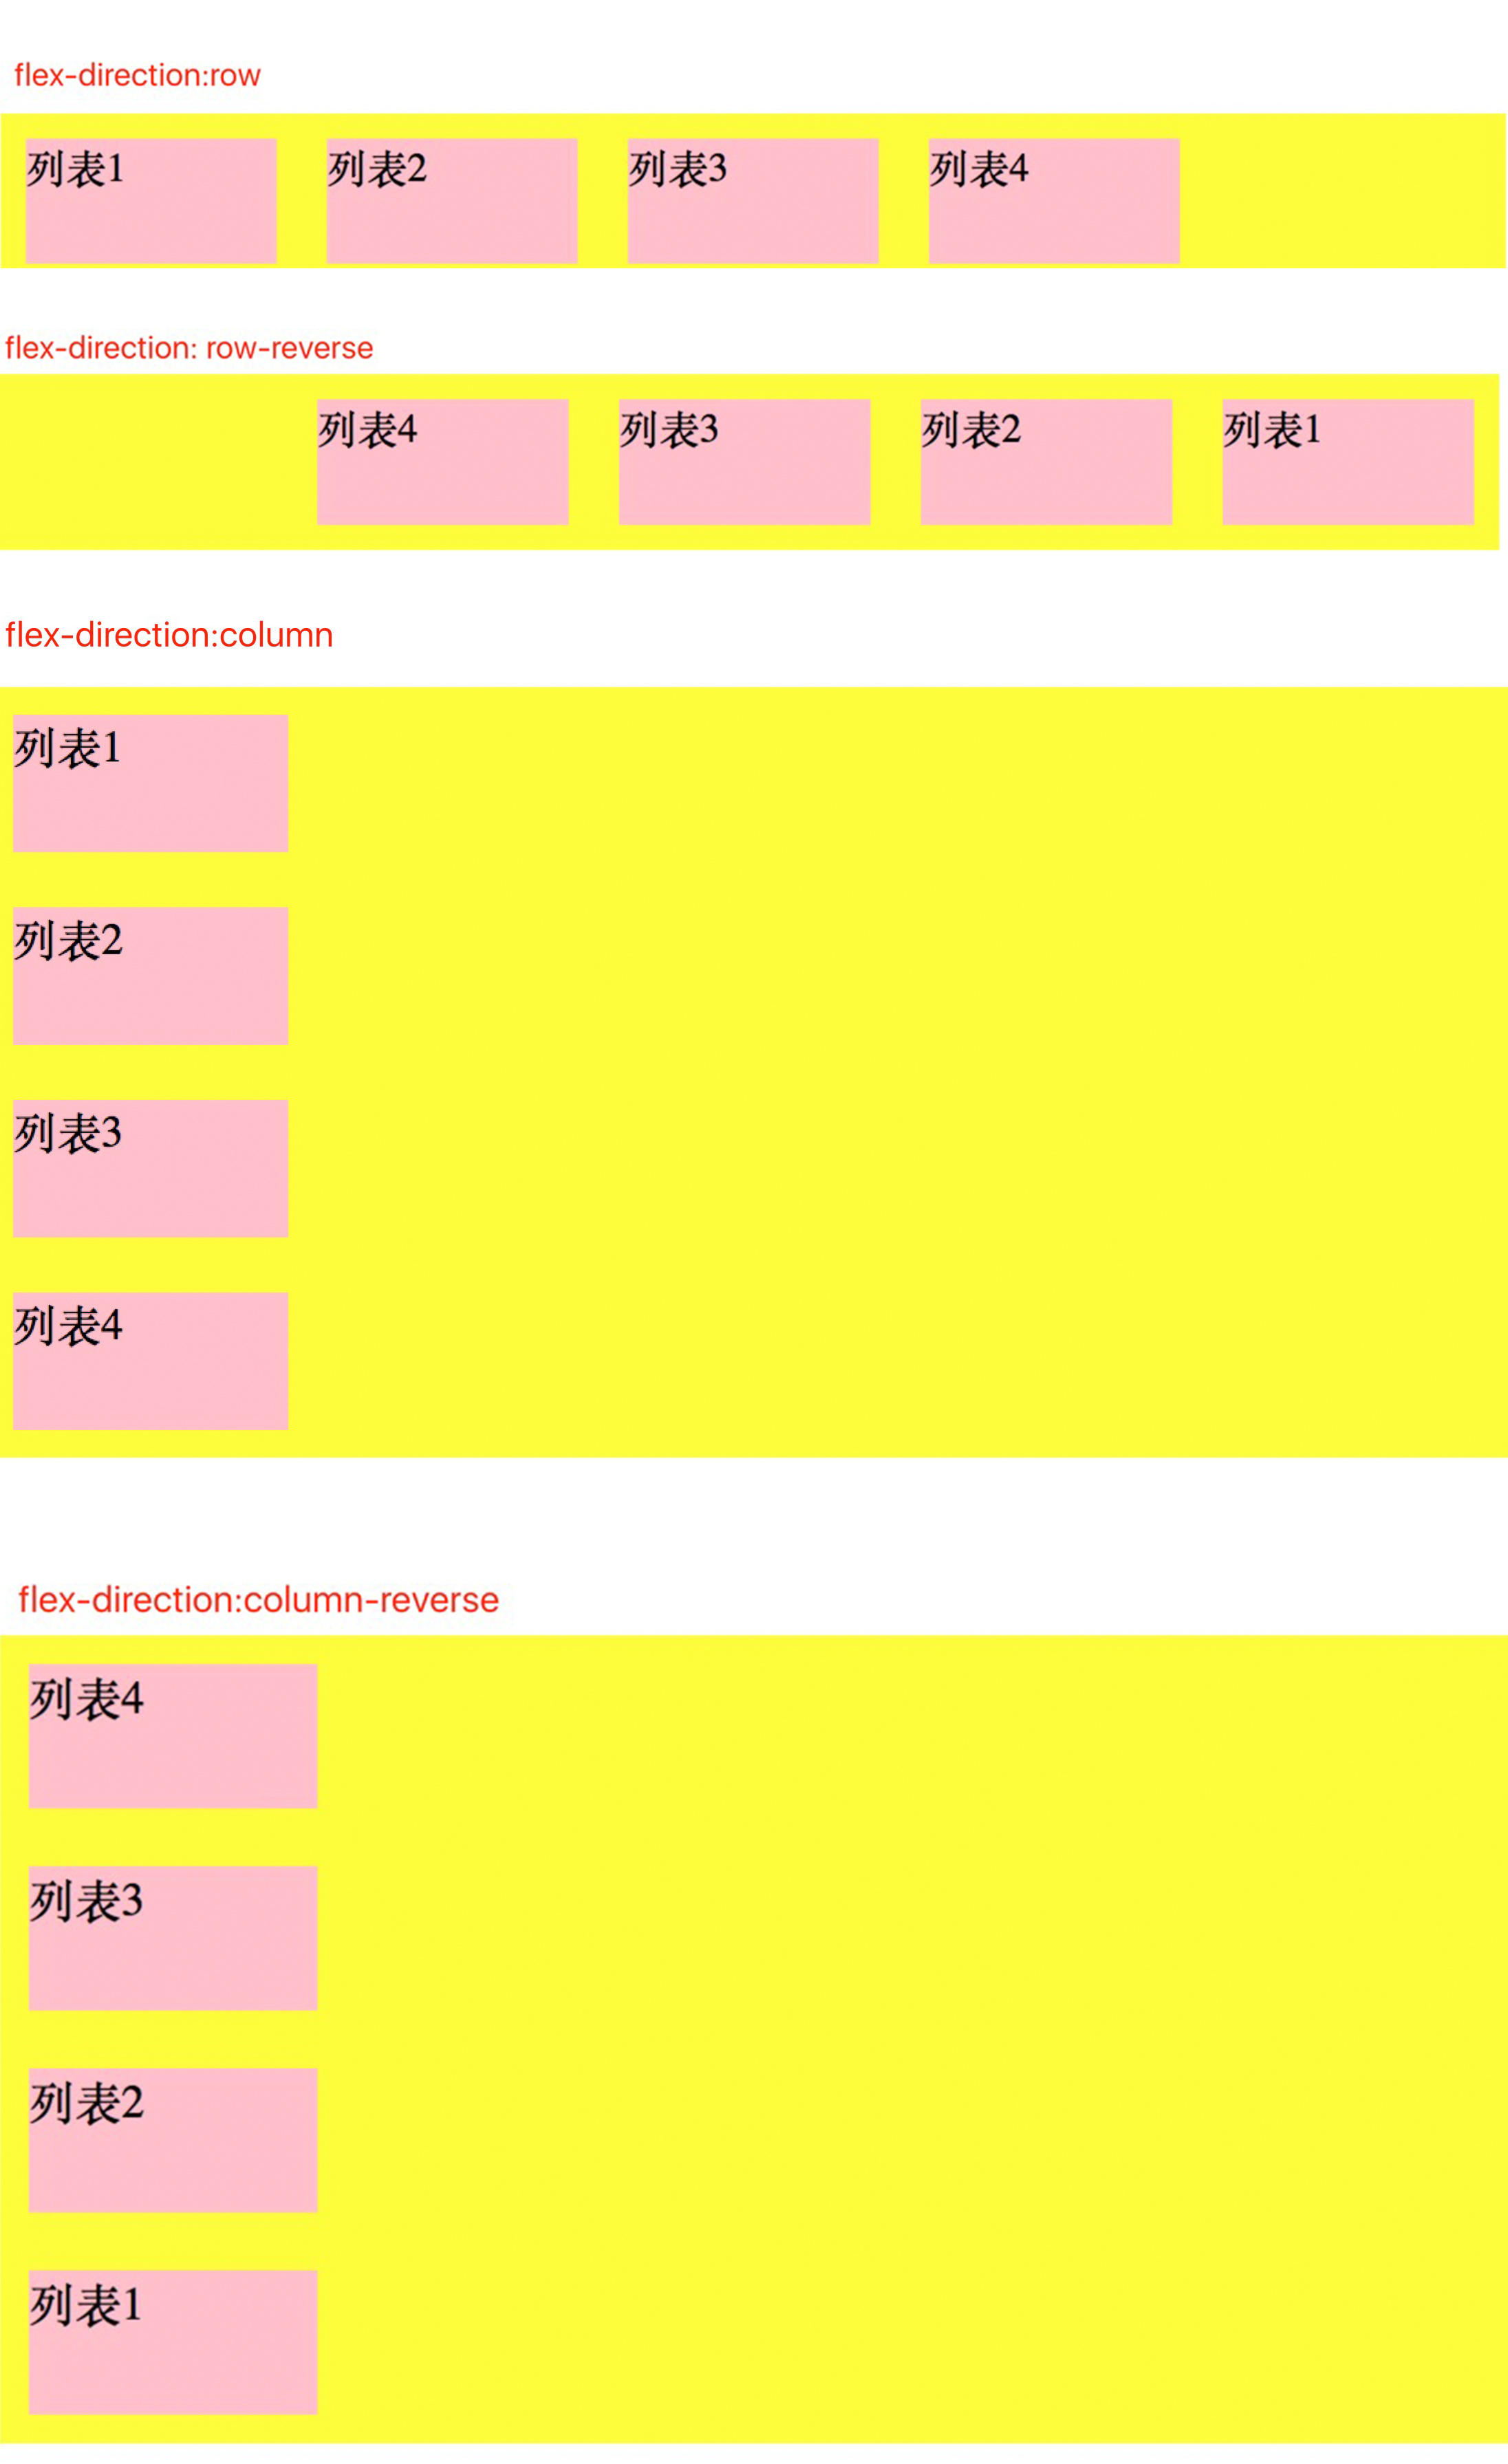 flex-direction:row
列表1 列表2 列表3 列表4
flex-direction: row-reverse
列表4 列表3 列表2 列表1
flex-direction:column
列表1
列表2
列表3
列表4
flex-direction:column-reverse
列表4
列表3
列表2
列表1